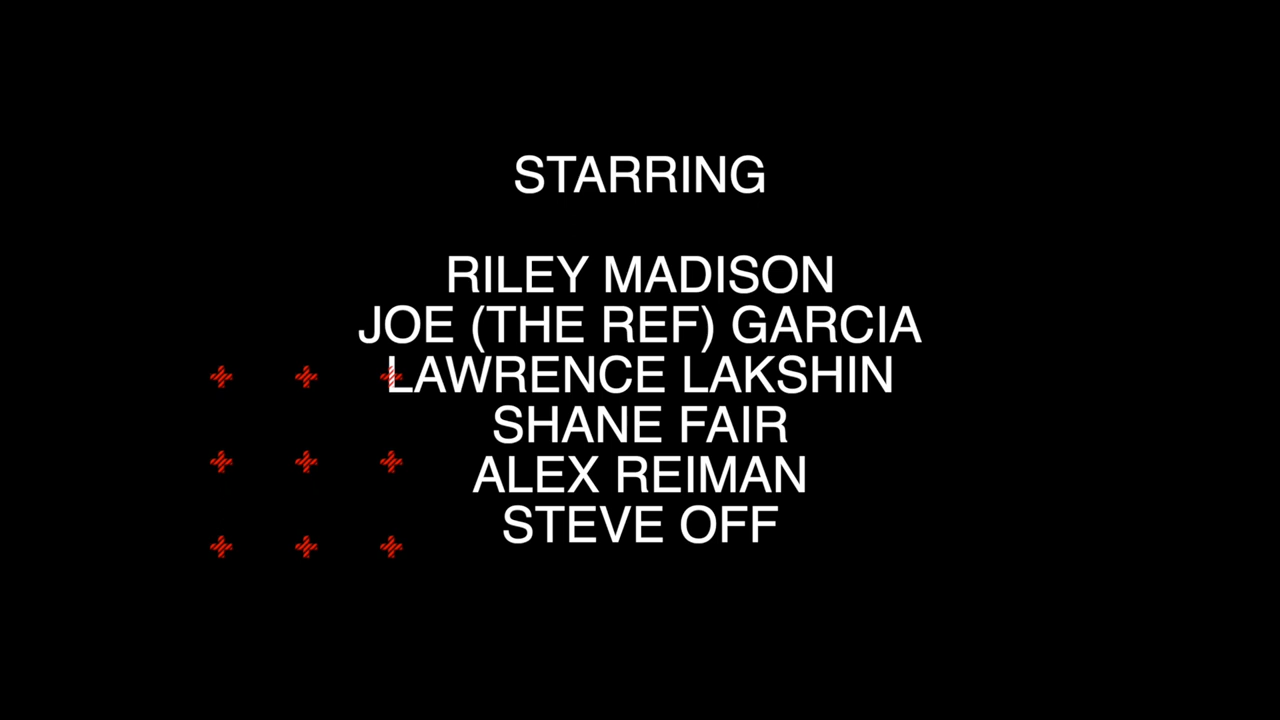 STARRING
RILEY MADISON
JOE (THE REF) GARCIA
LAWRENCE LAKSHIN
SHANE FAIR
ALEX REIMAN
STEVE OFF